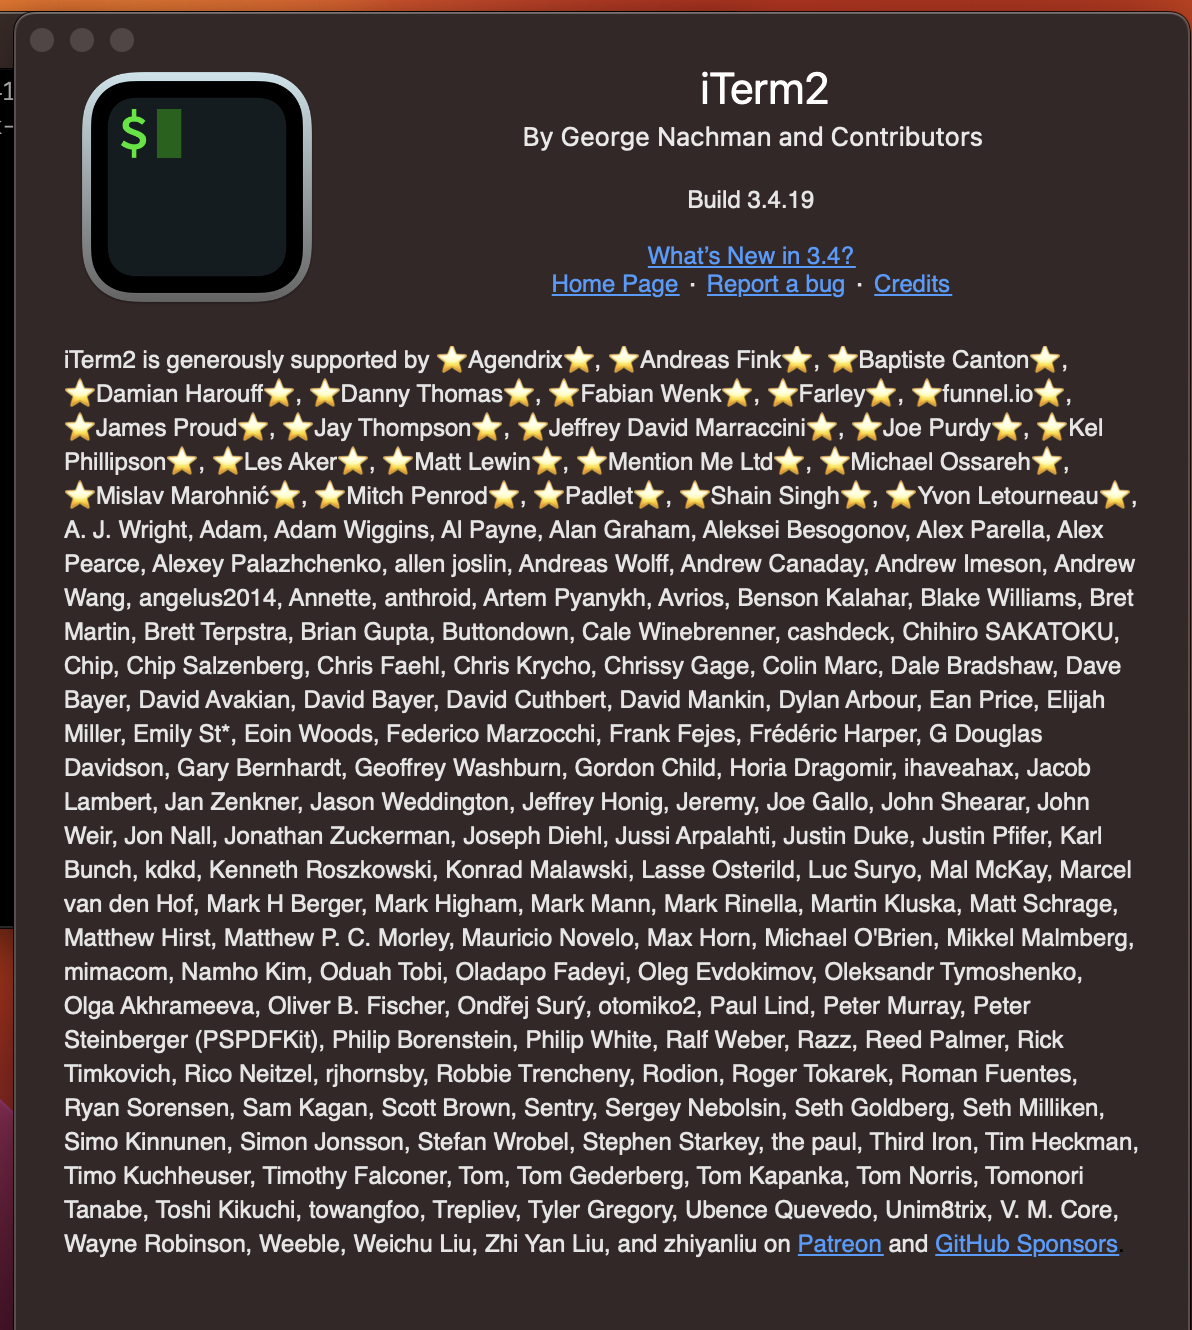 $
iTerm2
By George Nachman and Contributors
Build 3.4.19
What's New in 3.4?
Home Page · Report a bug · Credits
iTerm2 is generously supported by ⭐Agendrix⭐, ⭐Andreas Fink⭐, ⭐Baptiste Canton⭐,
⭐Damian Harouff⭐, ⭐Danny Thomas⭐, ⭐Fabian Wenk⭐, ⭐Farley⭐, ⭐funnel.io⭐,
⭐James Proud⭐, ⭐Jay Thompson⭐, ⭐Jeffrey David Marraccini⭐, ⭐Joe Purdy⭐, ⭐Kel
Phillipson⭐, ⭐Les Aker⭐, ⭐Matt Lewin⭐, ⭐Mention Me Ltd⭐, ⭐Michael Ossareh⭐,
⭐Mislav Marohnić⭐, ⭐Mitch Penrod⭐, ⭐Padlet⭐, ⭐Shain Singh⭐, ⭐Yvon Letourneau⭐,
A. J. Wright, Adam, Adam Wiggins, Al Payne, Alan Graham, Aleksei Besogonov, Alex Parella, Alex
Pearce, Alexey Palazhchenko, allen joslin, Andreas Wolff, Andrew Canaday, Andrew Imeson, Andrew
Wang, angelus2014, Annette, anthroid, Artem Pyanykh, Avrios, Benson Kalahar, Blake Williams, Bret
Martin, Brett Terpstra, Brian Gupta, Buttondown, Cale Winebrenner, cashdeck, Chihiro SAKATOKU,
Chip, Chip Salzenberg, Chris Faehl, Chris Krycho, Chrissy Gage, Colin Marc, Dale Bradshaw, Dave
Bayer, David Avakian, David Bayer, David Cuthbert, David Mankin, Dylan Arbour, Ean Price, Elijah
Miller, Emily St*, Eoin Woods, Federico Marzocchi, Frank Fejes, Frédéric Harper, G Douglas
Davidson, Gary Bernhardt, Geoffrey Washburn, Gordon Child, Horia Dragomir, ihaveahax, Jacob
Lambert, Jan Zenkner, Jason Weddington, Jeffrey Honig, Jeremy, Joe Gallo, John Shearar, John
Weir, Jon Nall, Jonathan Zuckerman, Joseph Diehl, Jussi Arpalahti, Justin Duke, Justin Pfifer, Karl
Bunch, kdkd, Kenneth Roszkowski, Konrad Malawski, Lasse Osterild, Luc Suryo, Mal McKay, Marcel
van den Hof, Mark H Berger, Mark Higham, Mark Mann, Mark Rinella, Martin Kluska, Matt Schrage,
Matthew Hirst, Matthew P. C. Morley, Mauricio Novelo, Max Horn, Michael O'Brien, Mikkel Malmberg,
mimacom, Namho Kim, Oduah Tobi, Oladapo Fadeyi, Oleg Evdokimov, Oleksandr Tymoshenko,
Olga Akhrameeva, Oliver B. Fischer, Ondřej Surý, otomiko2, Paul Lind, Peter Murray, Peter
Steinberger (PSPDFKit), Philip Borenstein, Philip White, Ralf Weber, Razz, Reed Palmer, Rick
Timkovich, Rico Neitzel, rjhornsby, Robbie Trencheny, Rodion, Roger Tokarek, Roman Fuentes,
Ryan Sorensen, Sam Kagan, Scott Brown, Sentry, Sergey Nebolsin, Seth Goldberg, Seth Milliken,
Simo Kinnunen, Simon Jonsson, Stefan Wrobel, Stephen Starkey, the paul, Third Iron, Tim Heckman,
Timo Kuchheuser, Timothy Falconer, Tom, Tom Gederberg, Tom Kapanka, Tom Norris, Tomonori
Tanabe, Toshi Kikuchi, towangfoo, Trepliev, Tyler Gregory, Ubence Quevedo, Unim8trix, V. M. Core,
Wayne Robinson, Weeble, Weichu Liu, Zhi Yan Liu, and zhiyanliu on Patreon and GitHub Sponsors.